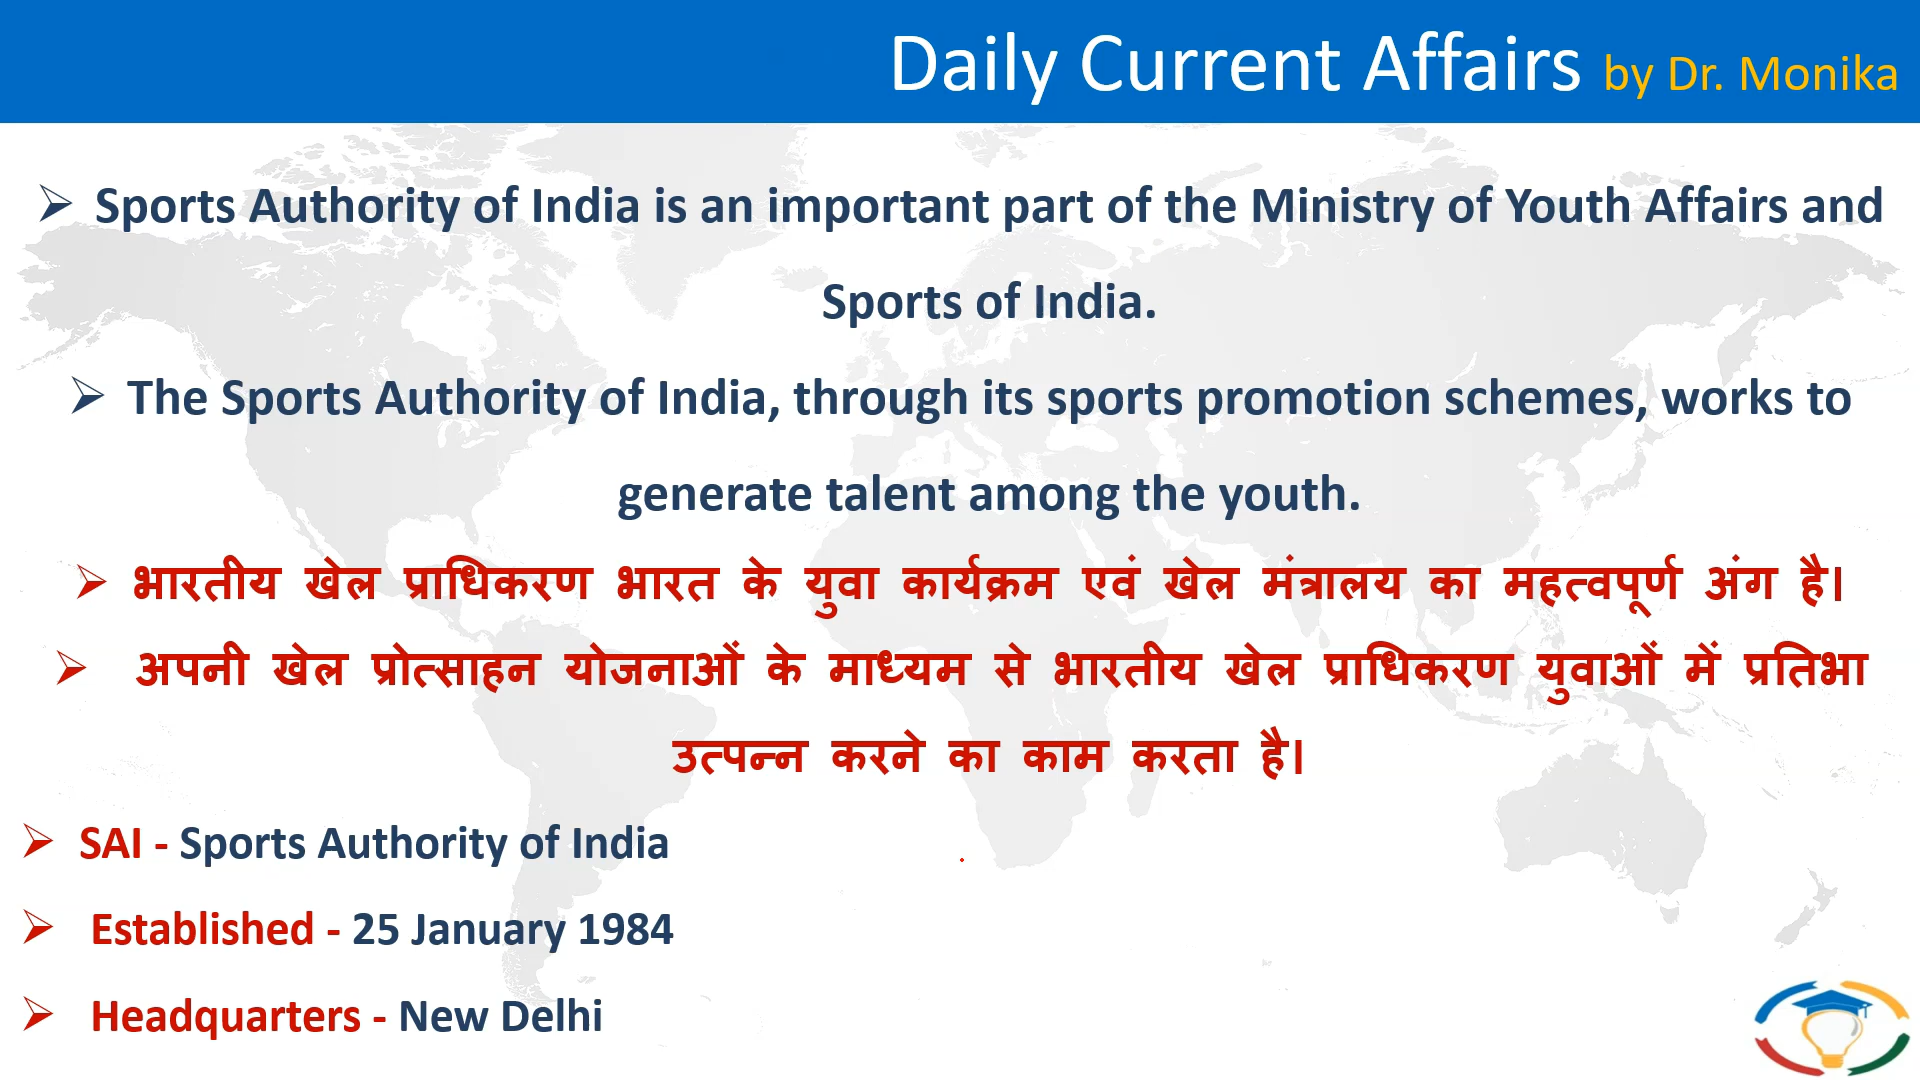 Daily Current Affairs by Dr. Monika
➢ Sports Authority of India is an important part of the Ministry of Youth Affairs and
Sports of India.
➢ The Sports Authority of India, through its sports promotion schemes, works to
generate talent among the youth.
➢ भारतीय खेल प्राधिकरण भारत के युवा कार्यक्रम एवं खेल मंत्रालय का महत्वपूर्ण अंग है।
➢ अपनी खेल प्रोत्साहन योजनाओं के माध्यम से भारतीय खेल प्राधिकरण युवाओं में प्रतिभा
उत्पन्न करने का काम करता है।
➢ SAI - Sports Authority of India
➢ Established - 25 January 1984
➢ Headquarters - New Delhi